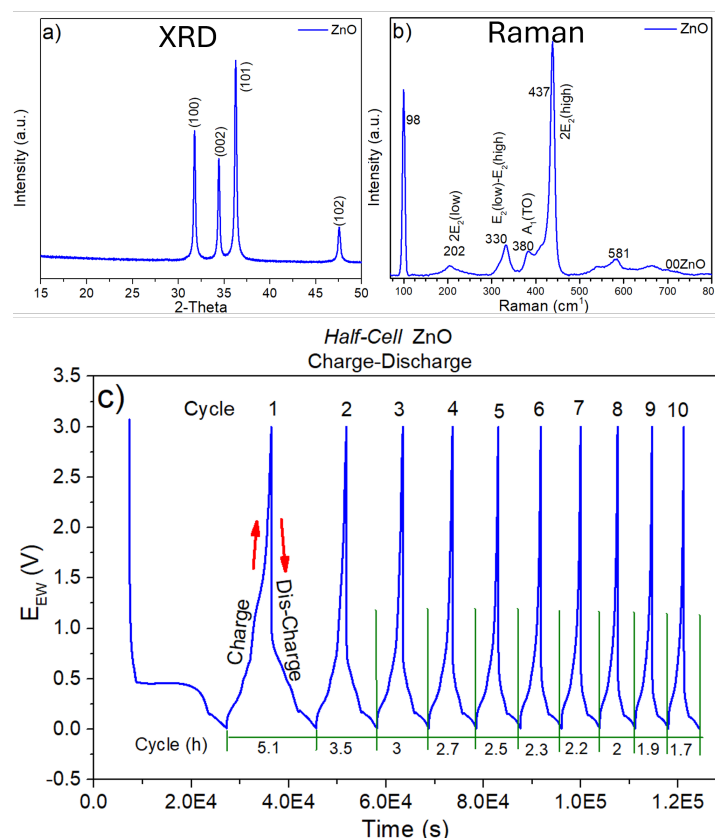 a) XRD
ZnO
(100)
(002)
(101)
(102)
Intensity (a.u.)
15 20 25 30 35 40 45 50
2-Theta
b) Raman
ZnO
98
2E₂(low)
202
E₂(low)-E₂(high)
330
A₁(TO)
380
437
2E₂(high)
581
00ZnO
Intensity (a.u.)
100 200 300 400 500 600 700 800
Raman (cm¹)
Half-Cell ZnO
Charge-Discharge
c)
Cycle 1 2 3 4 5 6 7 8 9 10
Charge
Dis-Charge
E_EW (V)
3.5
3.0
2.5
2.0
1.5
1.0
0.5
0.0
-0.5
Cycle (h) 5.1 3.5 3 2.7 2.5 2.3 2.2 2 1.9 1.7
0.0 2.0E4 4.0E4 6.0E4 8.0E4 1.0E5 1.2E5
Time (s)